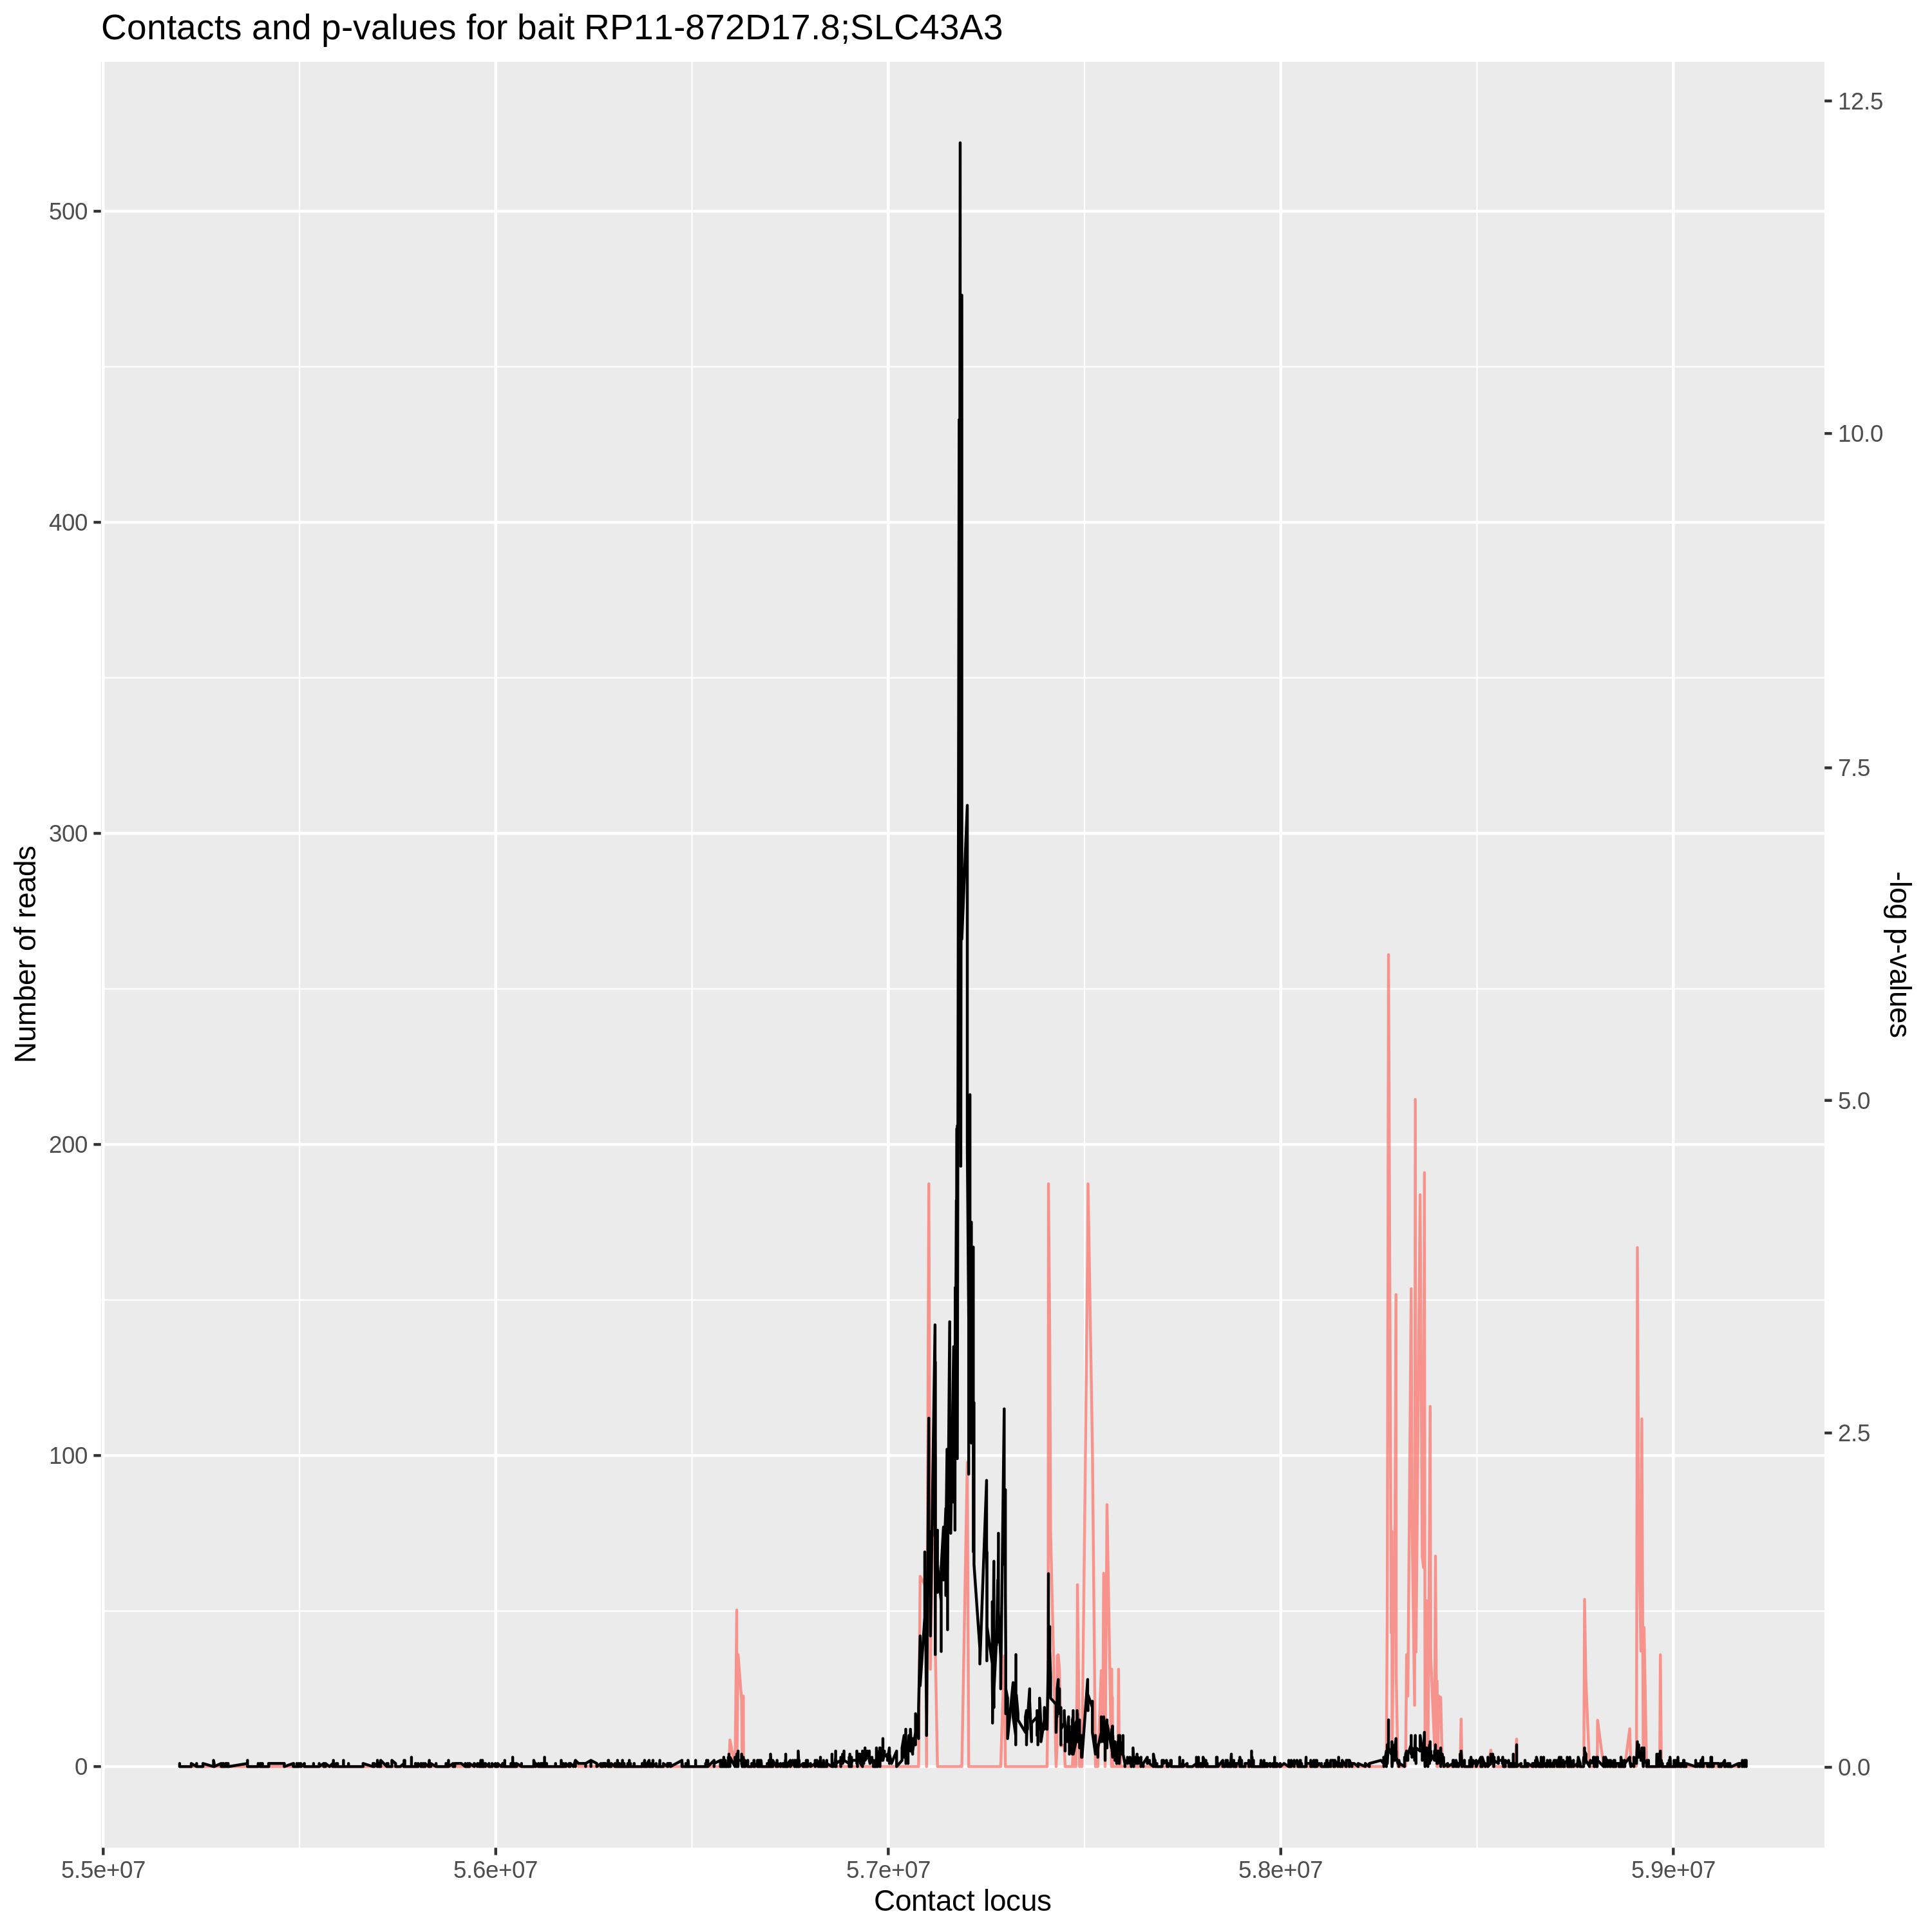 Contacts and p-values for bait RP11-872D17.8;SLC43A3
Number of reads
500
400
300
200
100
0
12.5
10.0
7.5
5.0
2.5
0.0
-log p-values
5.5e+07
5.6e+07
5.7e+07
5.8e+07
5.9e+07
Contact locus